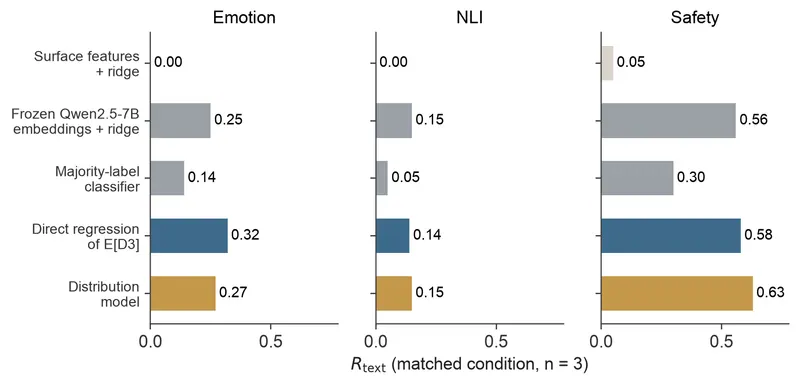 Emotion
NLI
Safety
Surface features
+ ridge
0.00
0.00
0.05
Frozen Qwen2.5-7B
embeddings + ridge
0.25
0.15
0.56
Majority-label
classifier
0.14
0.05
0.30
Direct regression
of E[D3]
0.32
0.14
0.58
Distribution
model
0.27
0.15
0.63
0.0
0.5
0.0
0.5
0.0
0.5
Rtext (matched condition, n = 3)